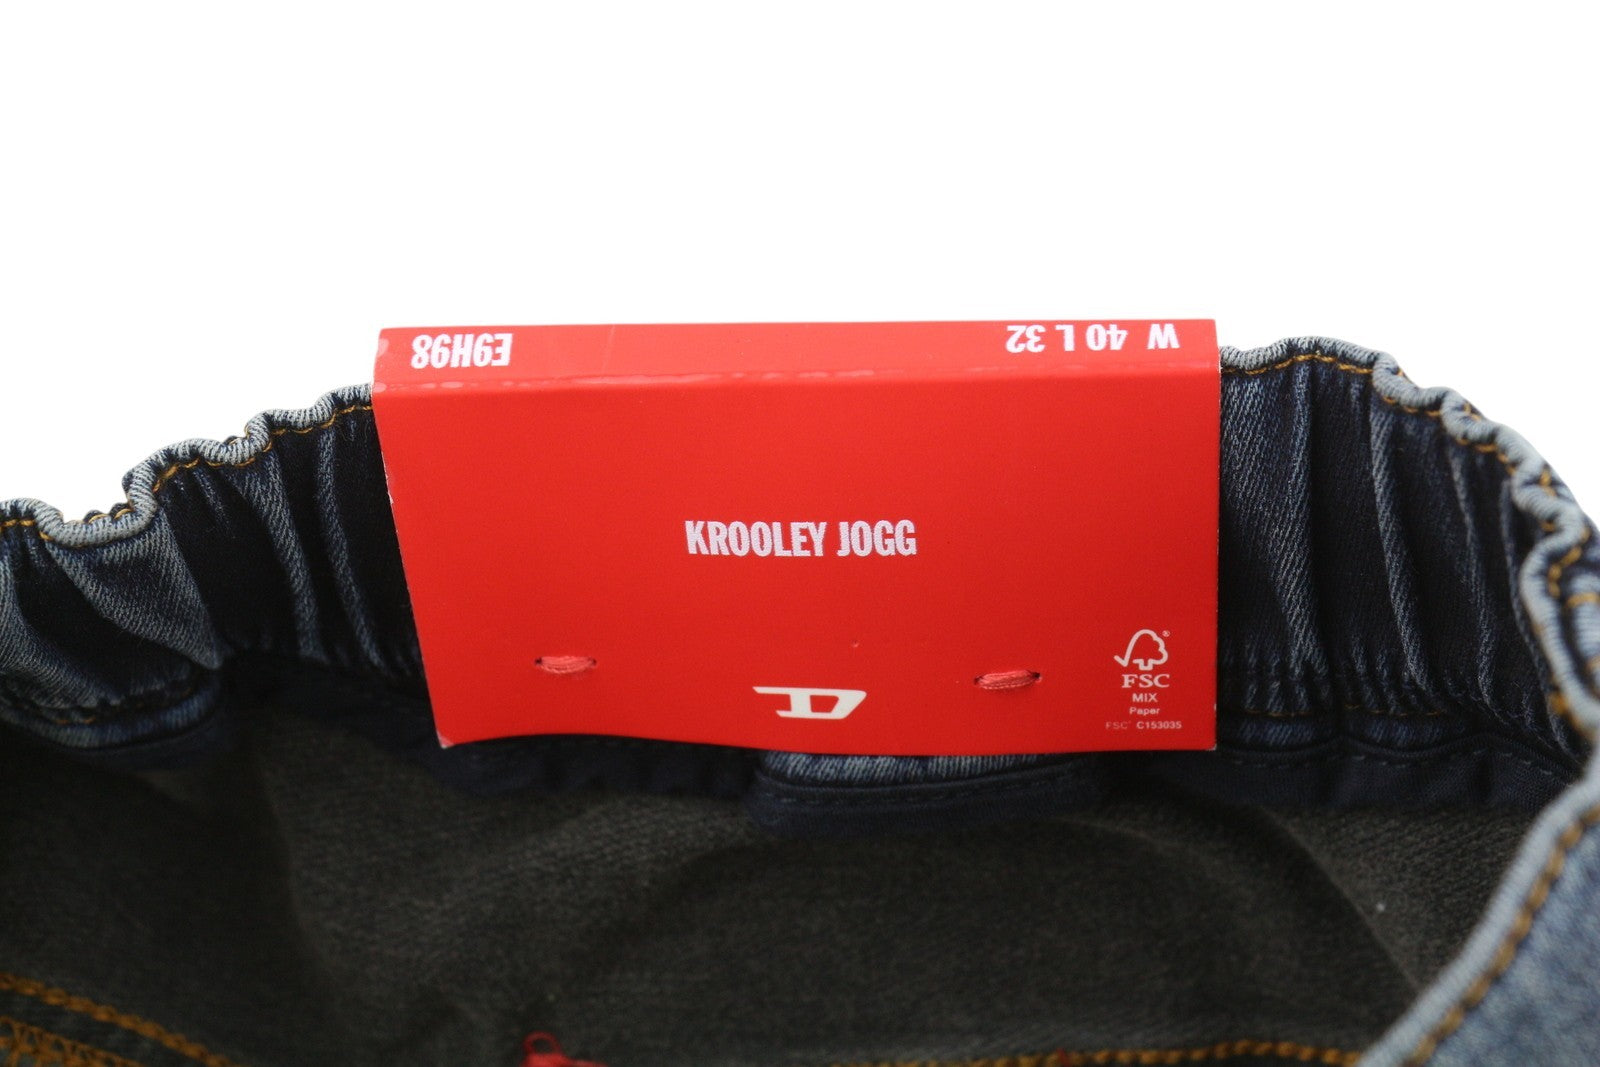 E9H98
W 40 L 32
KROOLEY JOGG
FSC
MIX
Paper
FSC® C153035